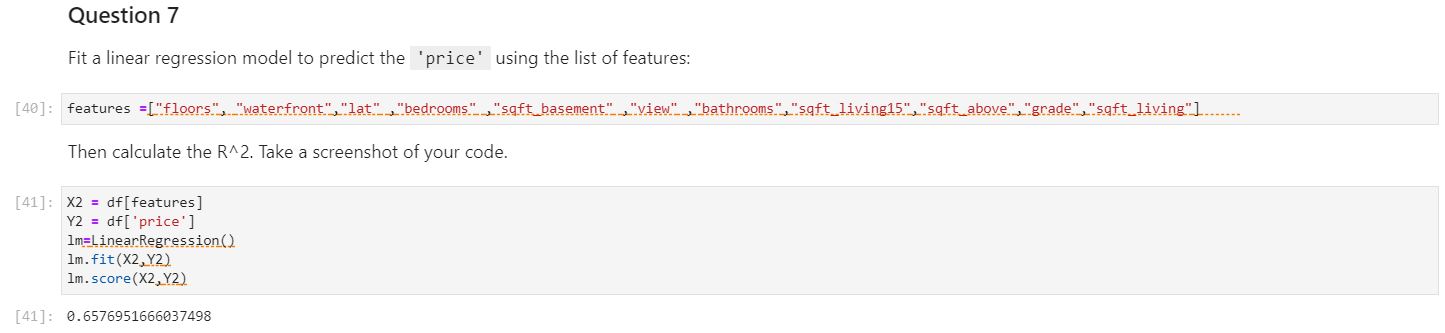 Question 7
Fit a linear regression model to predict the 'price' using the list of features:
[40]: features =["floors", "waterfront","lat" ,"bedrooms" ,"sqft_basement" ,"view" ,"bathrooms","sqft_living15","sqft_above","grade","sqft_living"]
Then calculate the R^2. Take a screenshot of your code.
[41]: X2 = df[features]
Y2 = df['price']
lm=LinearRegression()
lm.fit(X2,Y2)
lm.score(X2,Y2)
[41]: 0.6576951666037498